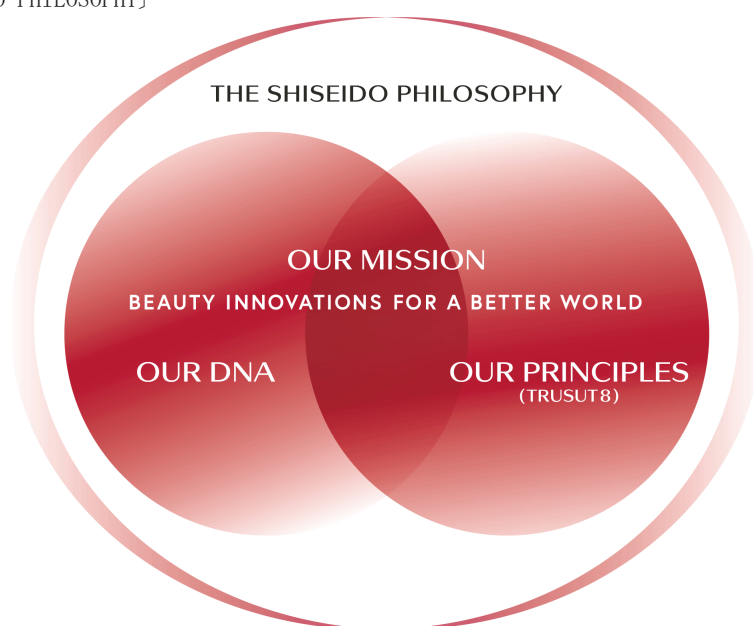 THE SHISEIDO PHILOSOPHY
OUR MISSION
BEAUTY INNOVATIONS FOR A BETTER WORLD
OUR DNA
OUR PRINCIPLES
(TRUSUT8)